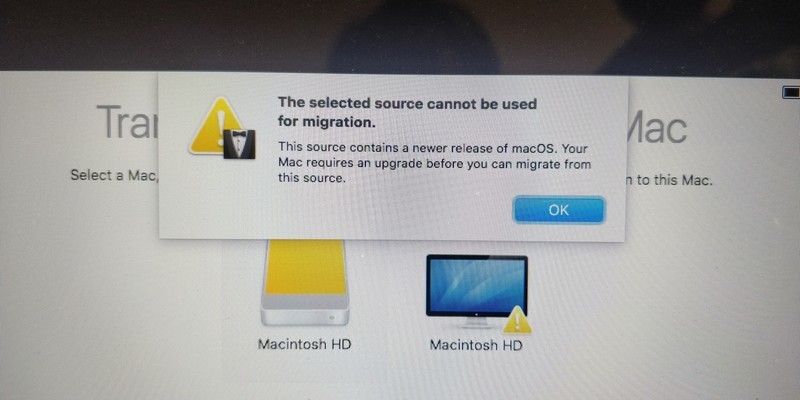 The selected source cannot be used
for migration.
This source contains a newer release of macOS. Your
Mac requires an upgrade before you can migrate from
this source.
OK
Trar
Mac
Select a Mac,
n to this Mac.
Macintosh HD
Macintosh HD